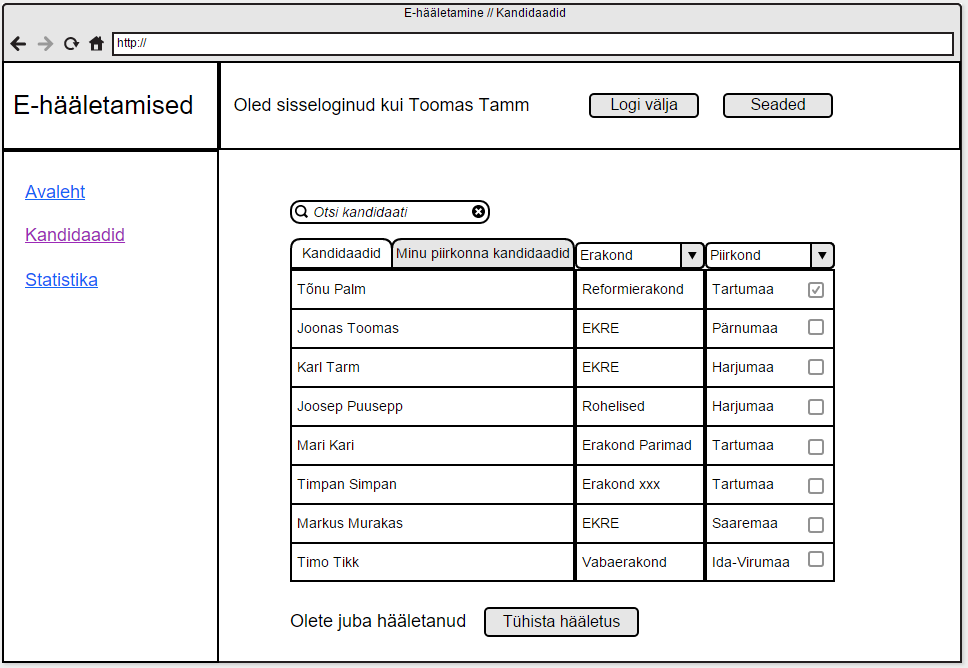 E-hääletamine // Kandidaadid
http://
E-hääletamised
Oled sisseloginud kui Toomas Tamm Logi välja Seaded
Avaleht
Kandidaadid
Statistika
Otsi kandidaati
Kandidaadid Minu piirkonna kandidaadid Erakond Piirkond
Tõnu Palm Reformierakond Tartumaa
Joonas Toomas EKRE Pärnumaa
Karl Tarm EKRE Harjumaa
Joosep Puusepp Rohelised Harjumaa
Mari Kari Erakond Parimad Tartumaa
Timpan Simpan Erakond xxx Tartumaa
Markus Murakas EKRE Saaremaa
Timo Tikk Vabaerakond Ida-Virumaa
Olete juba hääletanud Tühista hääletus